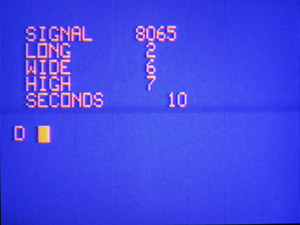 SIGNAL 8065
LONG 2
WIDE 6
HIGH 7
SECONDS 10
D